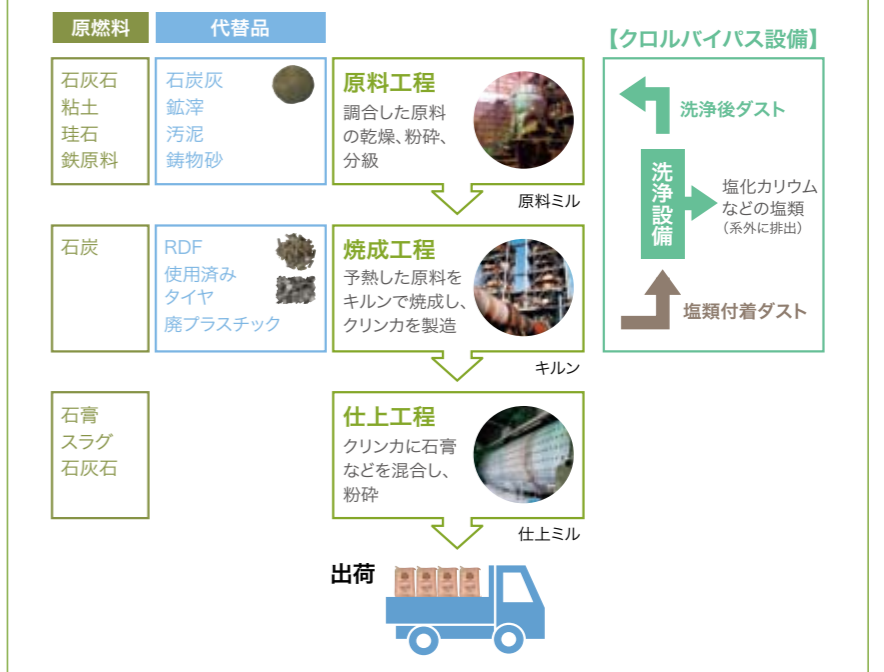 原燃料
代替品
石灰石
粘土
珪石
鉄原料
石炭灰
鉱滓
汚泥
鋳物砂
原料工程
調合した原料
の乾燥、粉砕、
分級
原料ミル
石炭
RDF
使用済み
タイヤ
廃プラスチック
焼成工程
予熱した原料を
キルンで焼成し、
クリンカを製造
キルン
石膏
スラグ
石灰石
仕上工程
クリンカに石膏
などを混合し、
粉砕
仕上ミル
出荷
【クロルバイパス設備】
洗浄後ダスト
洗浄設備
塩化カリウム
などの塩類
（系外に排出）
塩類付着ダスト